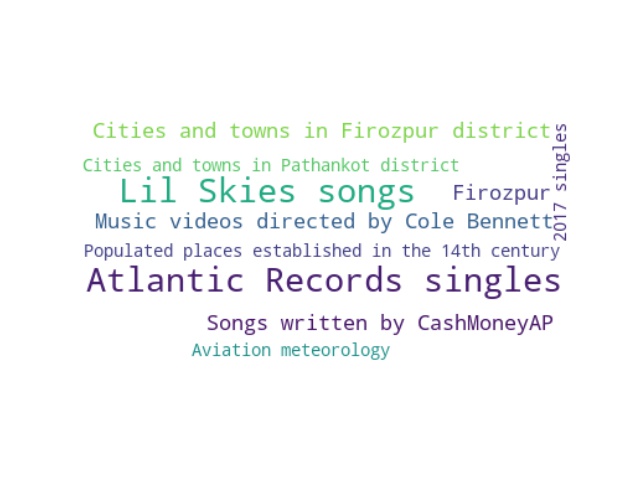 Cities and towns in Firozpur district
2017 singles
Cities and towns in Pathankot district
Lil Skies songs
Firozpur
Music videos directed by Cole Bennett
Populated places established in the 14th century
Atlantic Records singles
Songs written by CashMoneyAP
Aviation meteorology